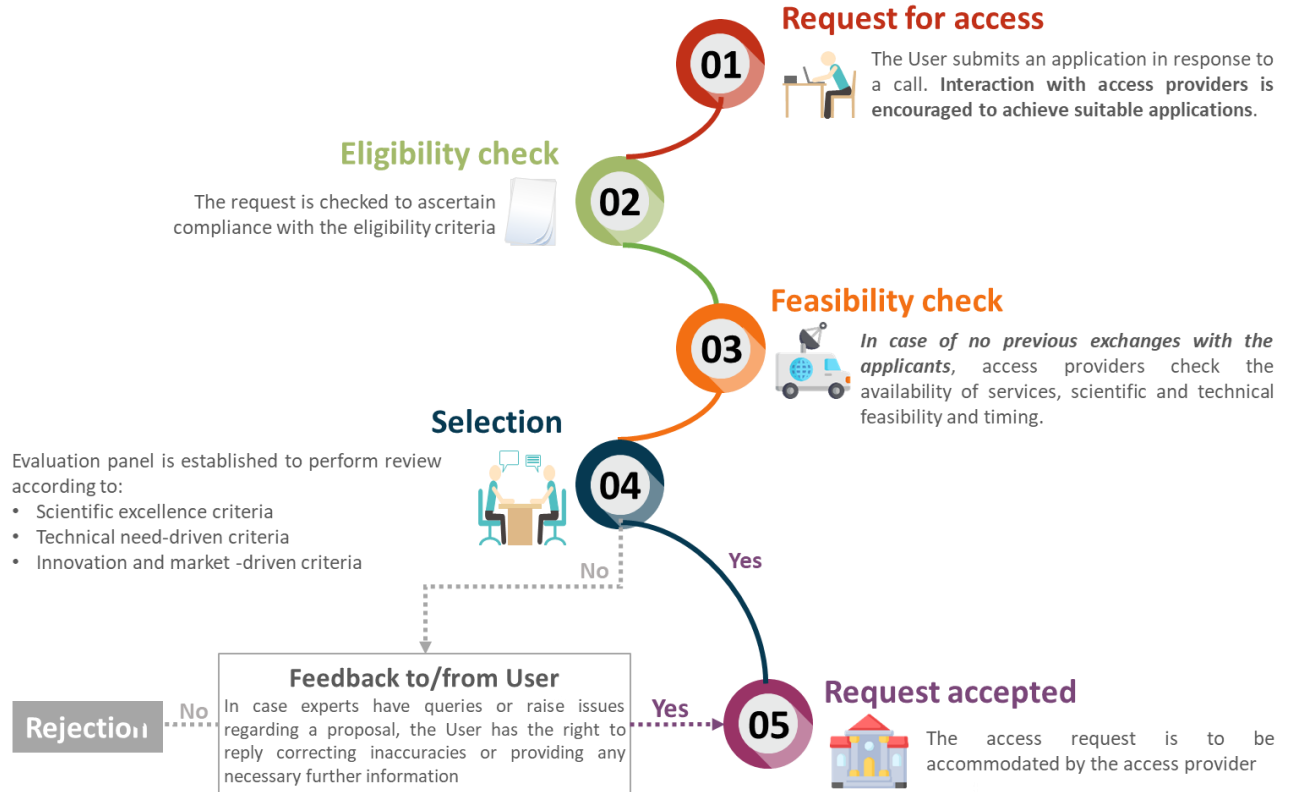 Request for access
01
The User submits an application in response to
a call. Interaction with access providers is
encouraged to achieve suitable applications.
Eligibility check
02
The request is checked to ascertain
compliance with the eligibility criteria
Feasibility check
03
In case of no previous exchanges with the
applicants, access providers check the
availability of services, scientific and technical
feasibility and timing.
Selection
04
Evaluation panel is established to perform review
according to:
• Scientific excellence criteria
• Technical need-driven criteria
• Innovation and market -driven criteria
No
Yes
Feedback to/from User
In case experts have queries or raise issues
regarding a proposal, the User has the right to
reply correcting inaccuracies or providing any
necessary further information
No
Rejection
Yes
05
Request accepted
The access request is to be
accommodated by the access provider